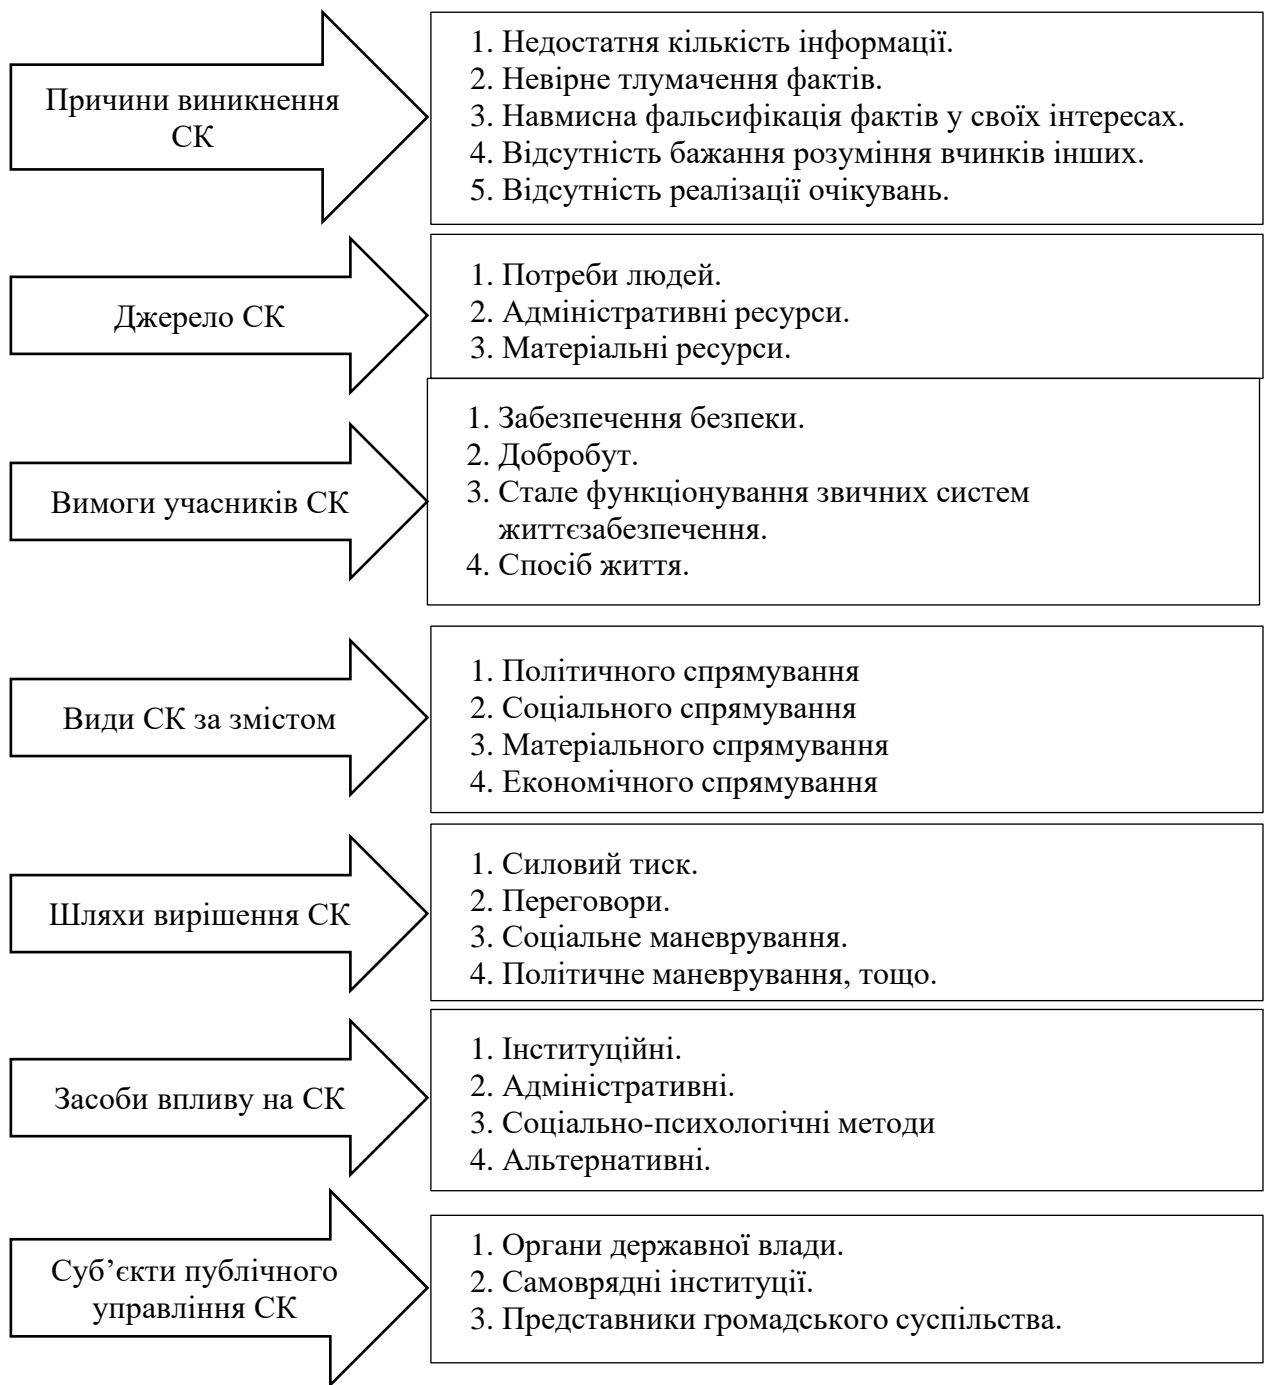 Причини виникнення
СК
1. Недостатня кількість інформації.
2. Невірне тлумачення фактів.
3. Навмисна фальсифікація фактів у своїх інтересах.
4. Відсутність бажання розуміння вчинків інших.
5. Відсутність реалізації очікувань.
Джерело СК
1. Потреби людей.
2. Адміністративні ресурси.
3. Матеріальні ресурси.
Вимоги учасників СК
1. Забезпечення безпеки.
2. Добробут.
3. Стале функціонування звичних систем
життєзабезпечення.
4. Спосіб життя.
Види СК за змістом
1. Політичного спрямування
2. Соціального спрямування
3. Матеріального спрямування
4. Економічного спрямування
Шляхи вирішення СК
1. Силовий тиск.
2. Переговори.
3. Соціальне маневрування.
4. Політичне маневрування, тощо.
Засоби впливу на СК
1. Інституційні.
2. Адміністративні.
3. Соціально-психологічні методи
4. Альтернативні.
Суб’єкти публічного
управління СК
1. Органи державної влади.
2. Самоврядні інституції.
3. Представники громадського суспільства.